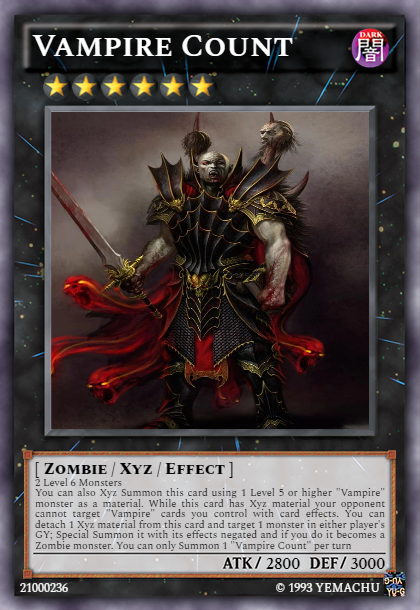 VAMPIRE COUNT
DARK
闇
[ ZOMBIE / XYZ / EFFECT ]
2 Level 6 Monsters
You can also Xyz Summon this card using 1 Level 5 or higher "Vampire"
monster as a material. While this card has Xyz material your opponent
cannot target "Vampire" cards you control with card effects. You can
detach 1 Xyz material from this card and target 1 monster in either player's
GY; Special Summon it with its effects negated and if you do it becomes a
Zombie monster. You can only Summon 1 "Vampire Count" per turn
ATK / 2800 DEF / 3000
21000236
© 1993 YEMACHU